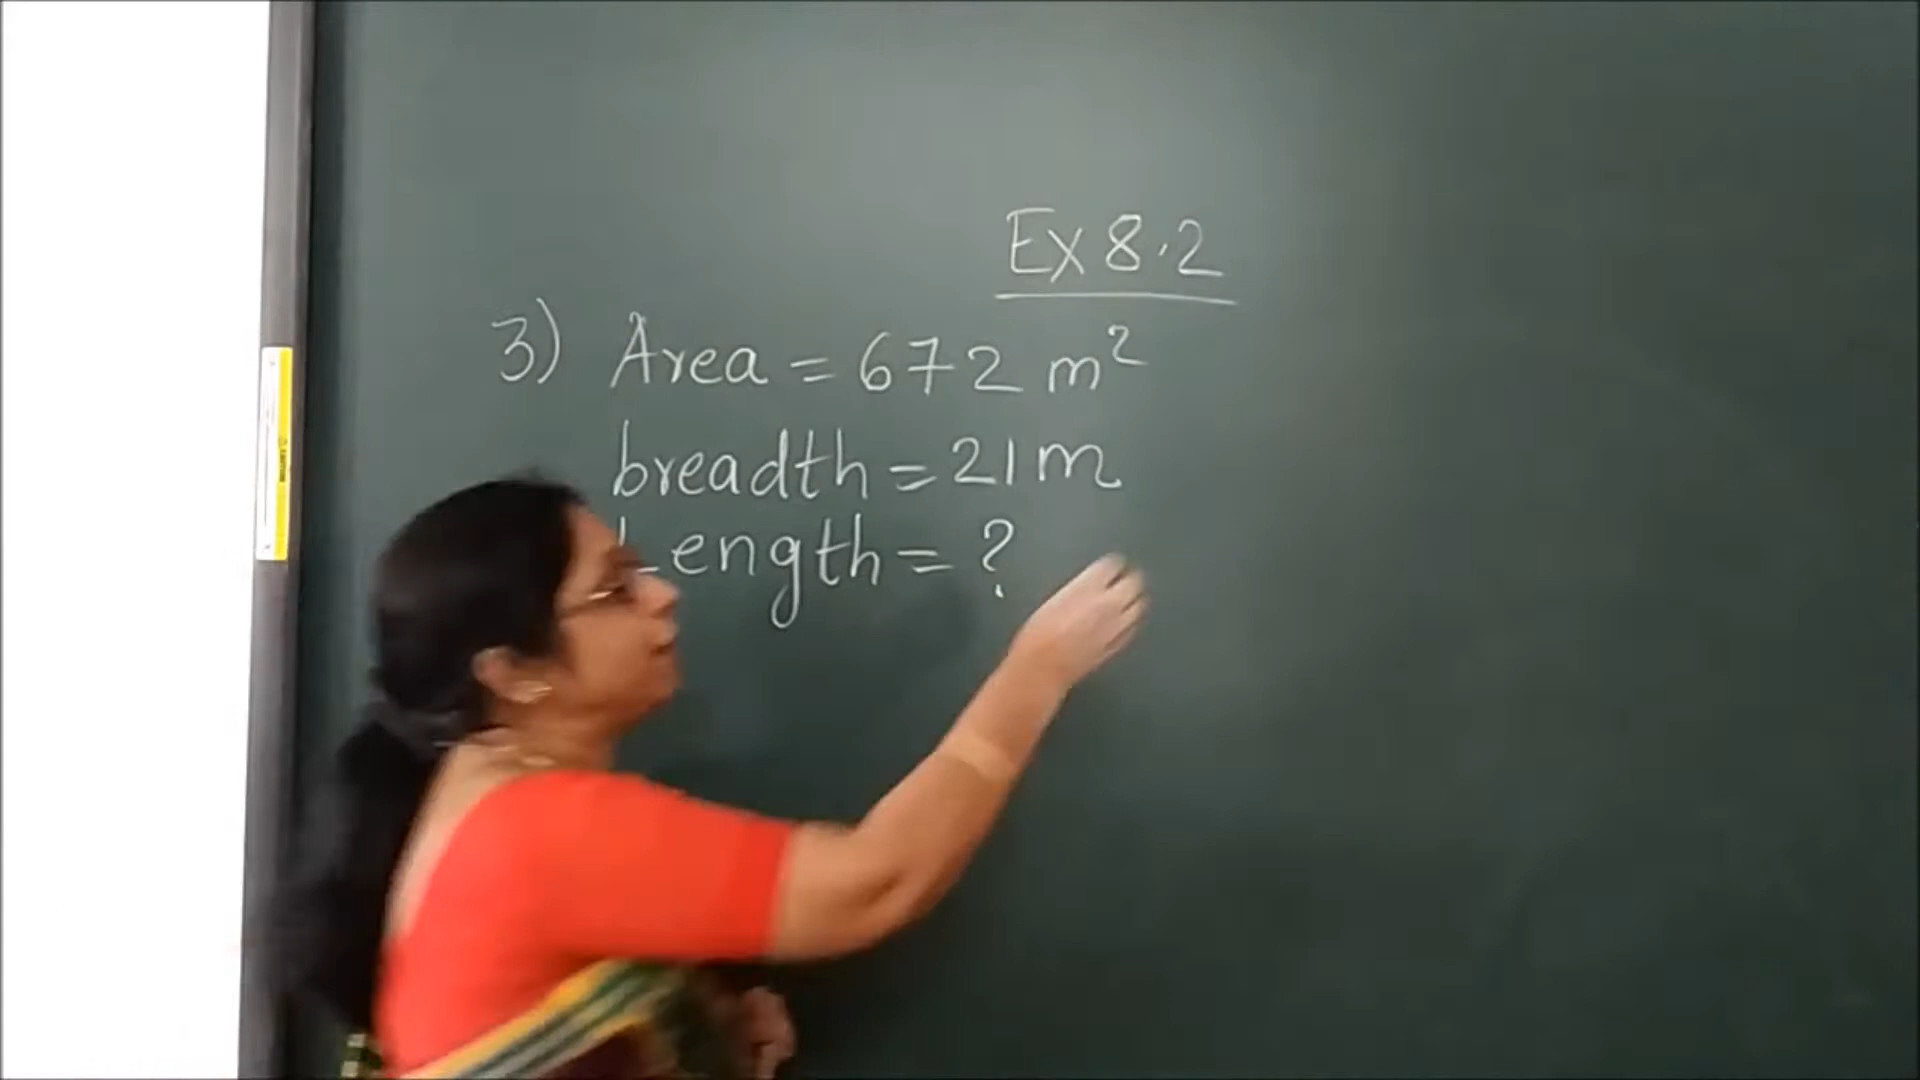 Ex 8.2
3) Area = 672 m²
breadth = 21 m
Length = ?